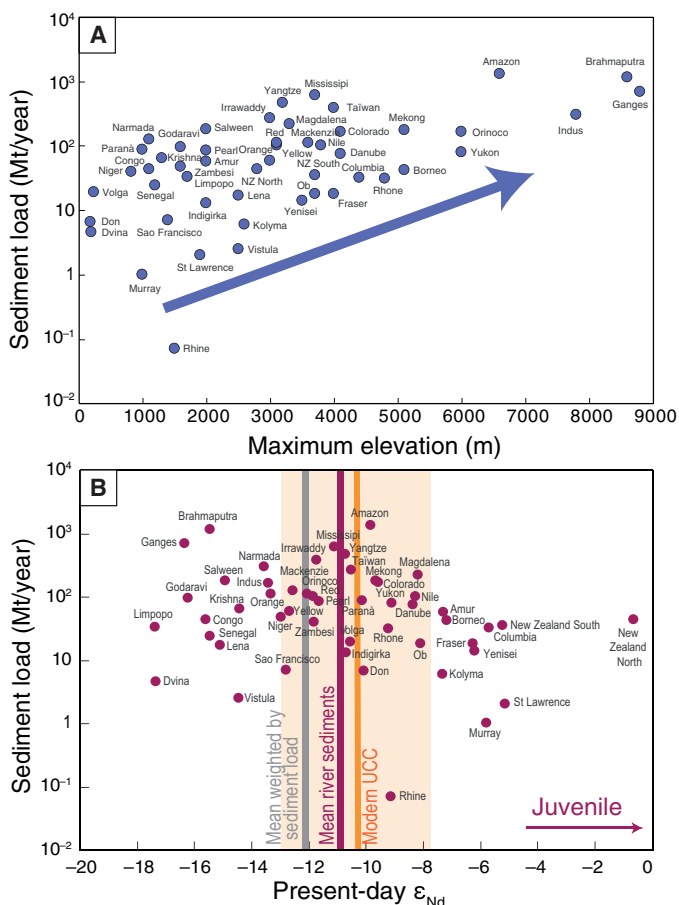 A
10⁴
10³
10²
10
1
10⁻¹
10⁻²
Sediment load (Mt/year)
Amazon
Brahmaputra
Mississipi
Yangtze
Irrawaddy
Taïwan
Ganges
Magdalena
Narmada
Godaravi
Salween
Red
Mackenzie
Colorado
Mekong
Orinoco
Indus
Paranà
Pearl
Orange
Nile
Congo
Krishna
Amur
Yellow
Danube
Yukon
Niger
Zambesi
NZ South
Borneo
Volga
Senegal
Limpopo
NZ North
Ob
Rhone
Lena
Don
Indigirka
Yenisei
Fraser
Columbia
Dvina
Sao Francisco
Kolyma
St Lawrence
Vistula
Murray
Rhine
0
1000
2000
3000
4000
5000
6000
7000
8000
9000
Maximum elevation (m)
B
10⁴
10³
10²
10
1
10⁻¹
10⁻²
Sediment load (Mt/year)
Brahmaputra
Amazon
Ganges
Mississipi
Narmada
Irrawaddy
Yangtze
Taïwan
Salween
Indus
Mackenzie
Mekong
Magdalena
Godaravi
Orinoco
Red
Colorado
Krishna
Orange
Pearl
Yukon
Nile
Limpopo
Congo
Yellow
Paranà
Danube
Amur
Senegal
Niger
Zambesi
Volga
Borneo
New Zealand South
Lena
Rhone
Fraser
Columbia
New
Zealand
North
Sao Francisco
Indigirka
Ob
Yenisei
Dvina
Don
Kolyma
Vistula
St Lawrence
Murray
Rhine
Mean weighted by
sediment load
Mean river sediments
Modern UCC
Juvenile
−20
−18
−16
−14
−12
−10
−8
−6
−4
−2
0
Present-day εNd